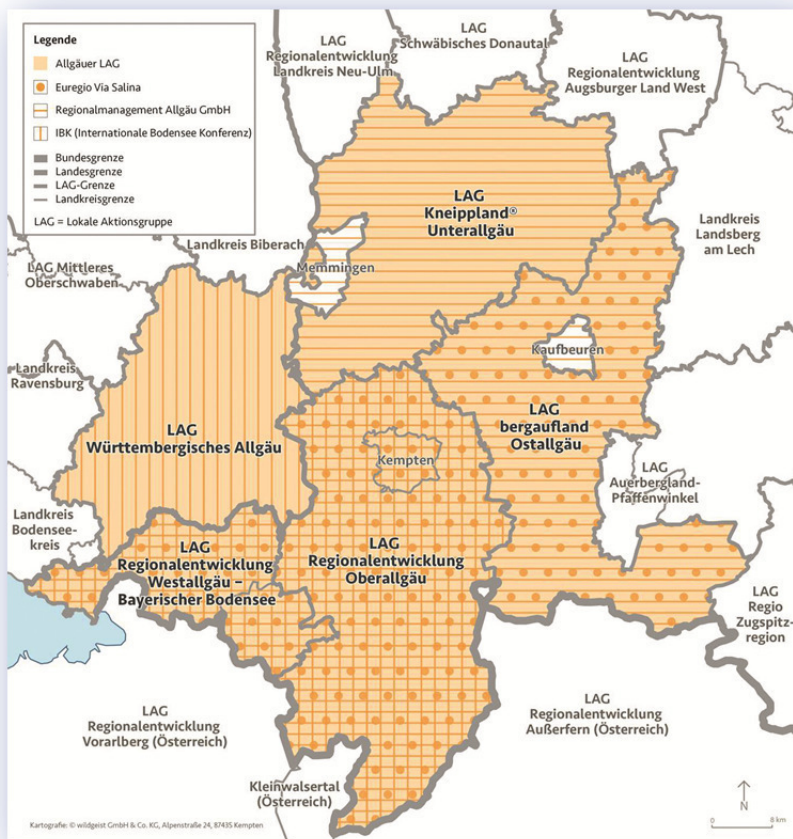 Legende
Allgäuer LAG
Euregio Via Salina
Regionalmanagement Allgäu GmbH
IBK (Internationale Bodensee Konferenz)
Bundesgrenze
Landesgrenze
LAG-Grenze
Landkreisgrenze
LAG = Lokale Aktionsgruppe
LAG
Regionalentwicklung
Landkreis Neu-Ulm
LAG
Schwäbisches Donautal
LAG
Regionalentwicklung
Augsburger Land West
LAG
Kneippland®
Unterallgäu
Landkreis
Landsberg
am Lech
Landkreis Biberach
Memmingen
LAG Mittleres
Oberschwaben
Kaufbeuren
Landkreis
Ravensburg
LAG
Württembergisches Allgäu
LAG
bergaufland
Ostallgäu
Kempten
LAG
Auerbergland-
Pfaffenwinkel
Landkreis
Bodensee-
kreis
LAG
Regionalentwicklung
Westallgäu –
Bayerischer Bodensee
LAG
Regionalentwicklung
Oberallgäu
LAG
Regio
Zugspitz-
region
LAG
Regionalentwicklung
Vorarlberg (Österreich)
LAG
Regionalentwicklung
Außerfern (Österreich)
Kleinwalsertal
(Österreich)
N
0 8 km
Kartografie: © wildgeist GmbH & Co. KG, Alpenstraße 24, 87435 Kempten